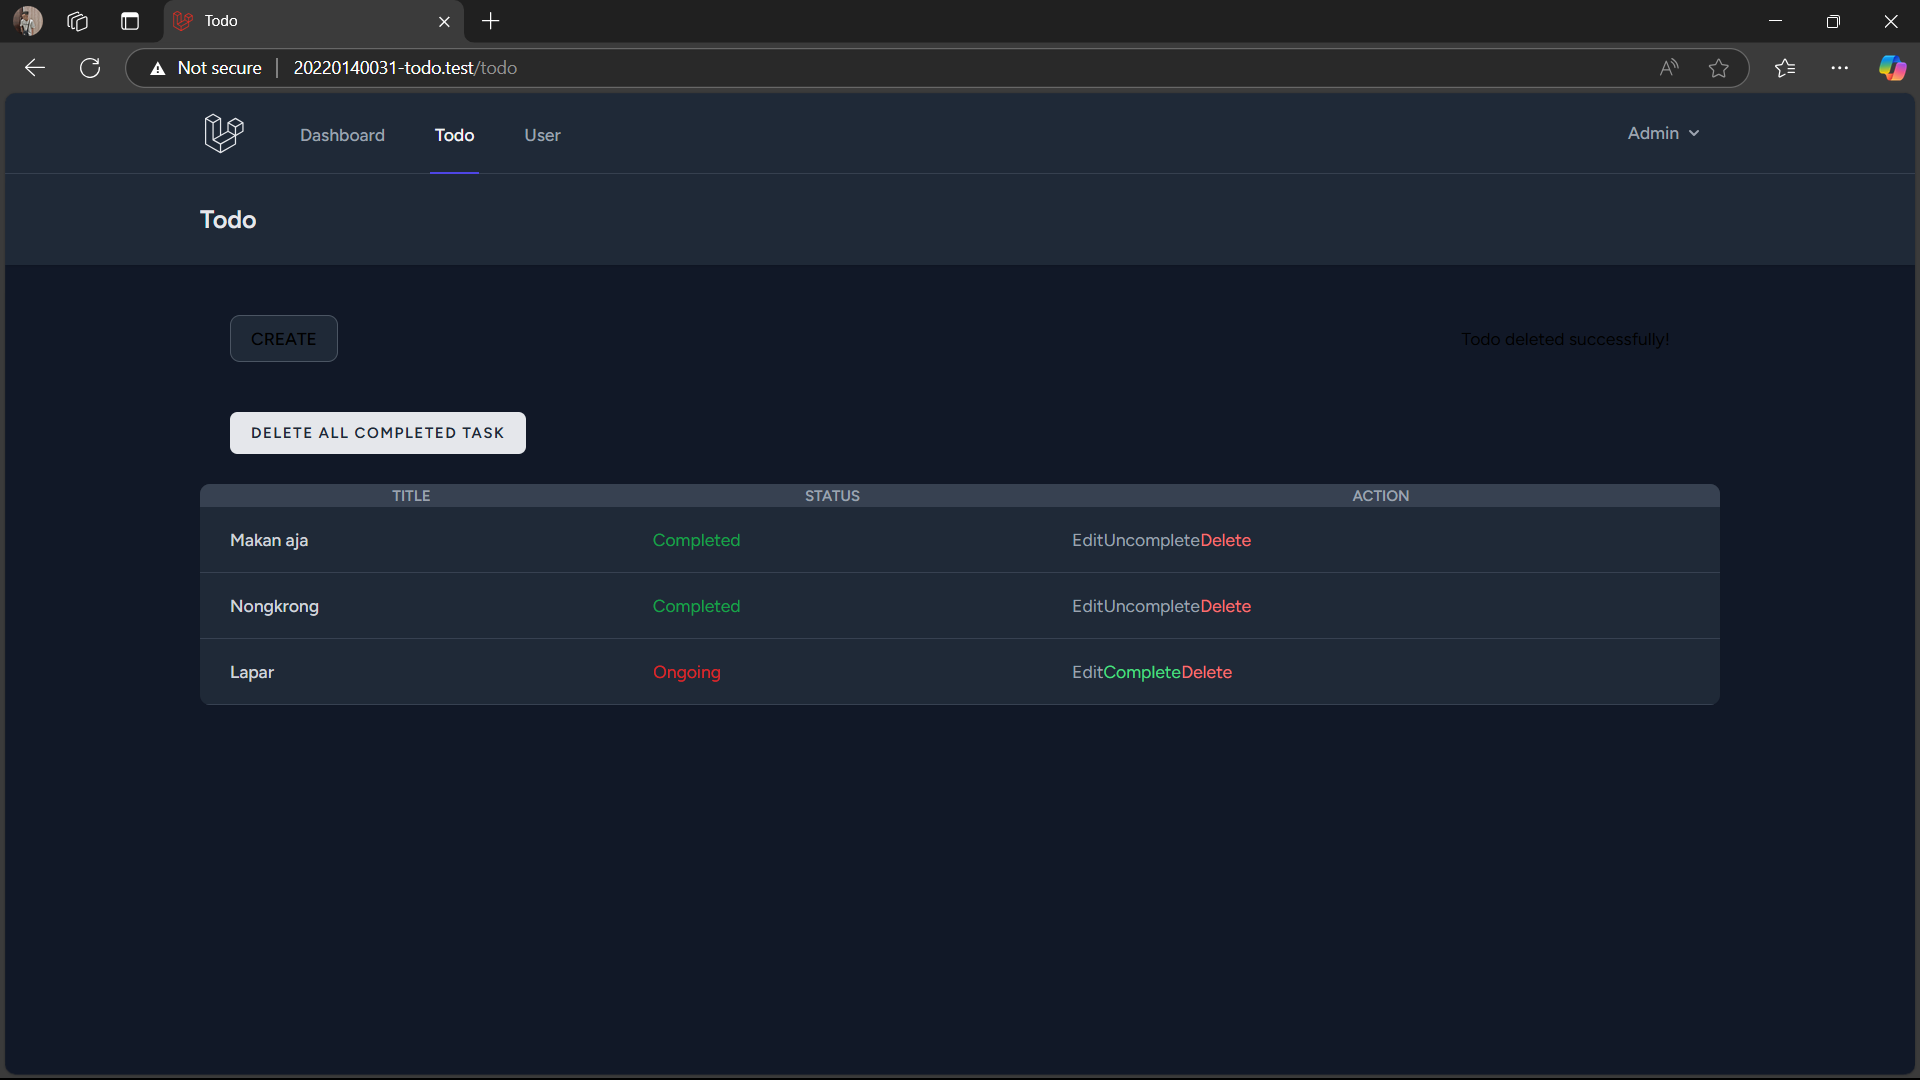 Todo
Not secure
20220140031-todo.test/todo
Dashboard Todo User Admin
Todo
CREATE Todo deleted successfully!
DELETE ALL COMPLETED TASK
TITLE STATUS ACTION
Makan aja Completed EditUncompleteDelete
Nongkrong Completed EditUncompleteDelete
Lapar Ongoing EditCompleteDelete